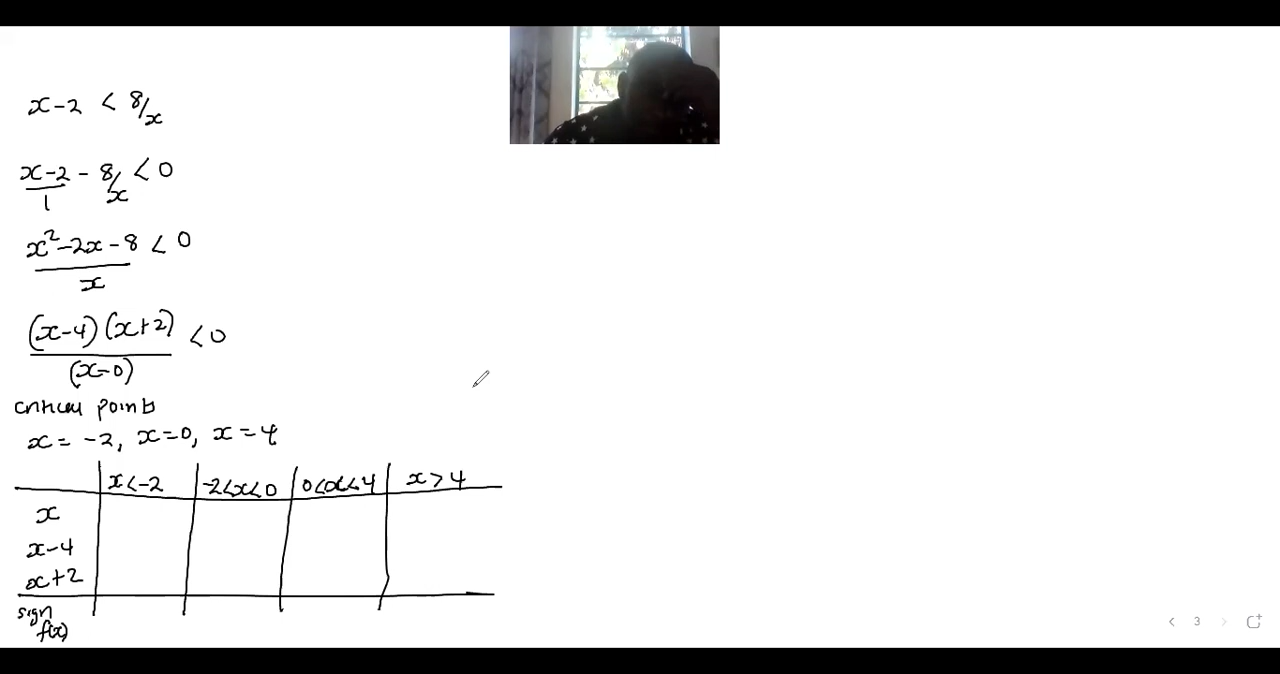 x-2 < 8/x
x-2/1 - 8/x < 0
x²-2x-8/x < 0
(x-4)(x+2)/(x-0) < 0
critical points
x = -2, x=0, x=4
x<-2 -2<x<0 0<x<4 x>4
x
x-4
x+2
sign
f(x)
3